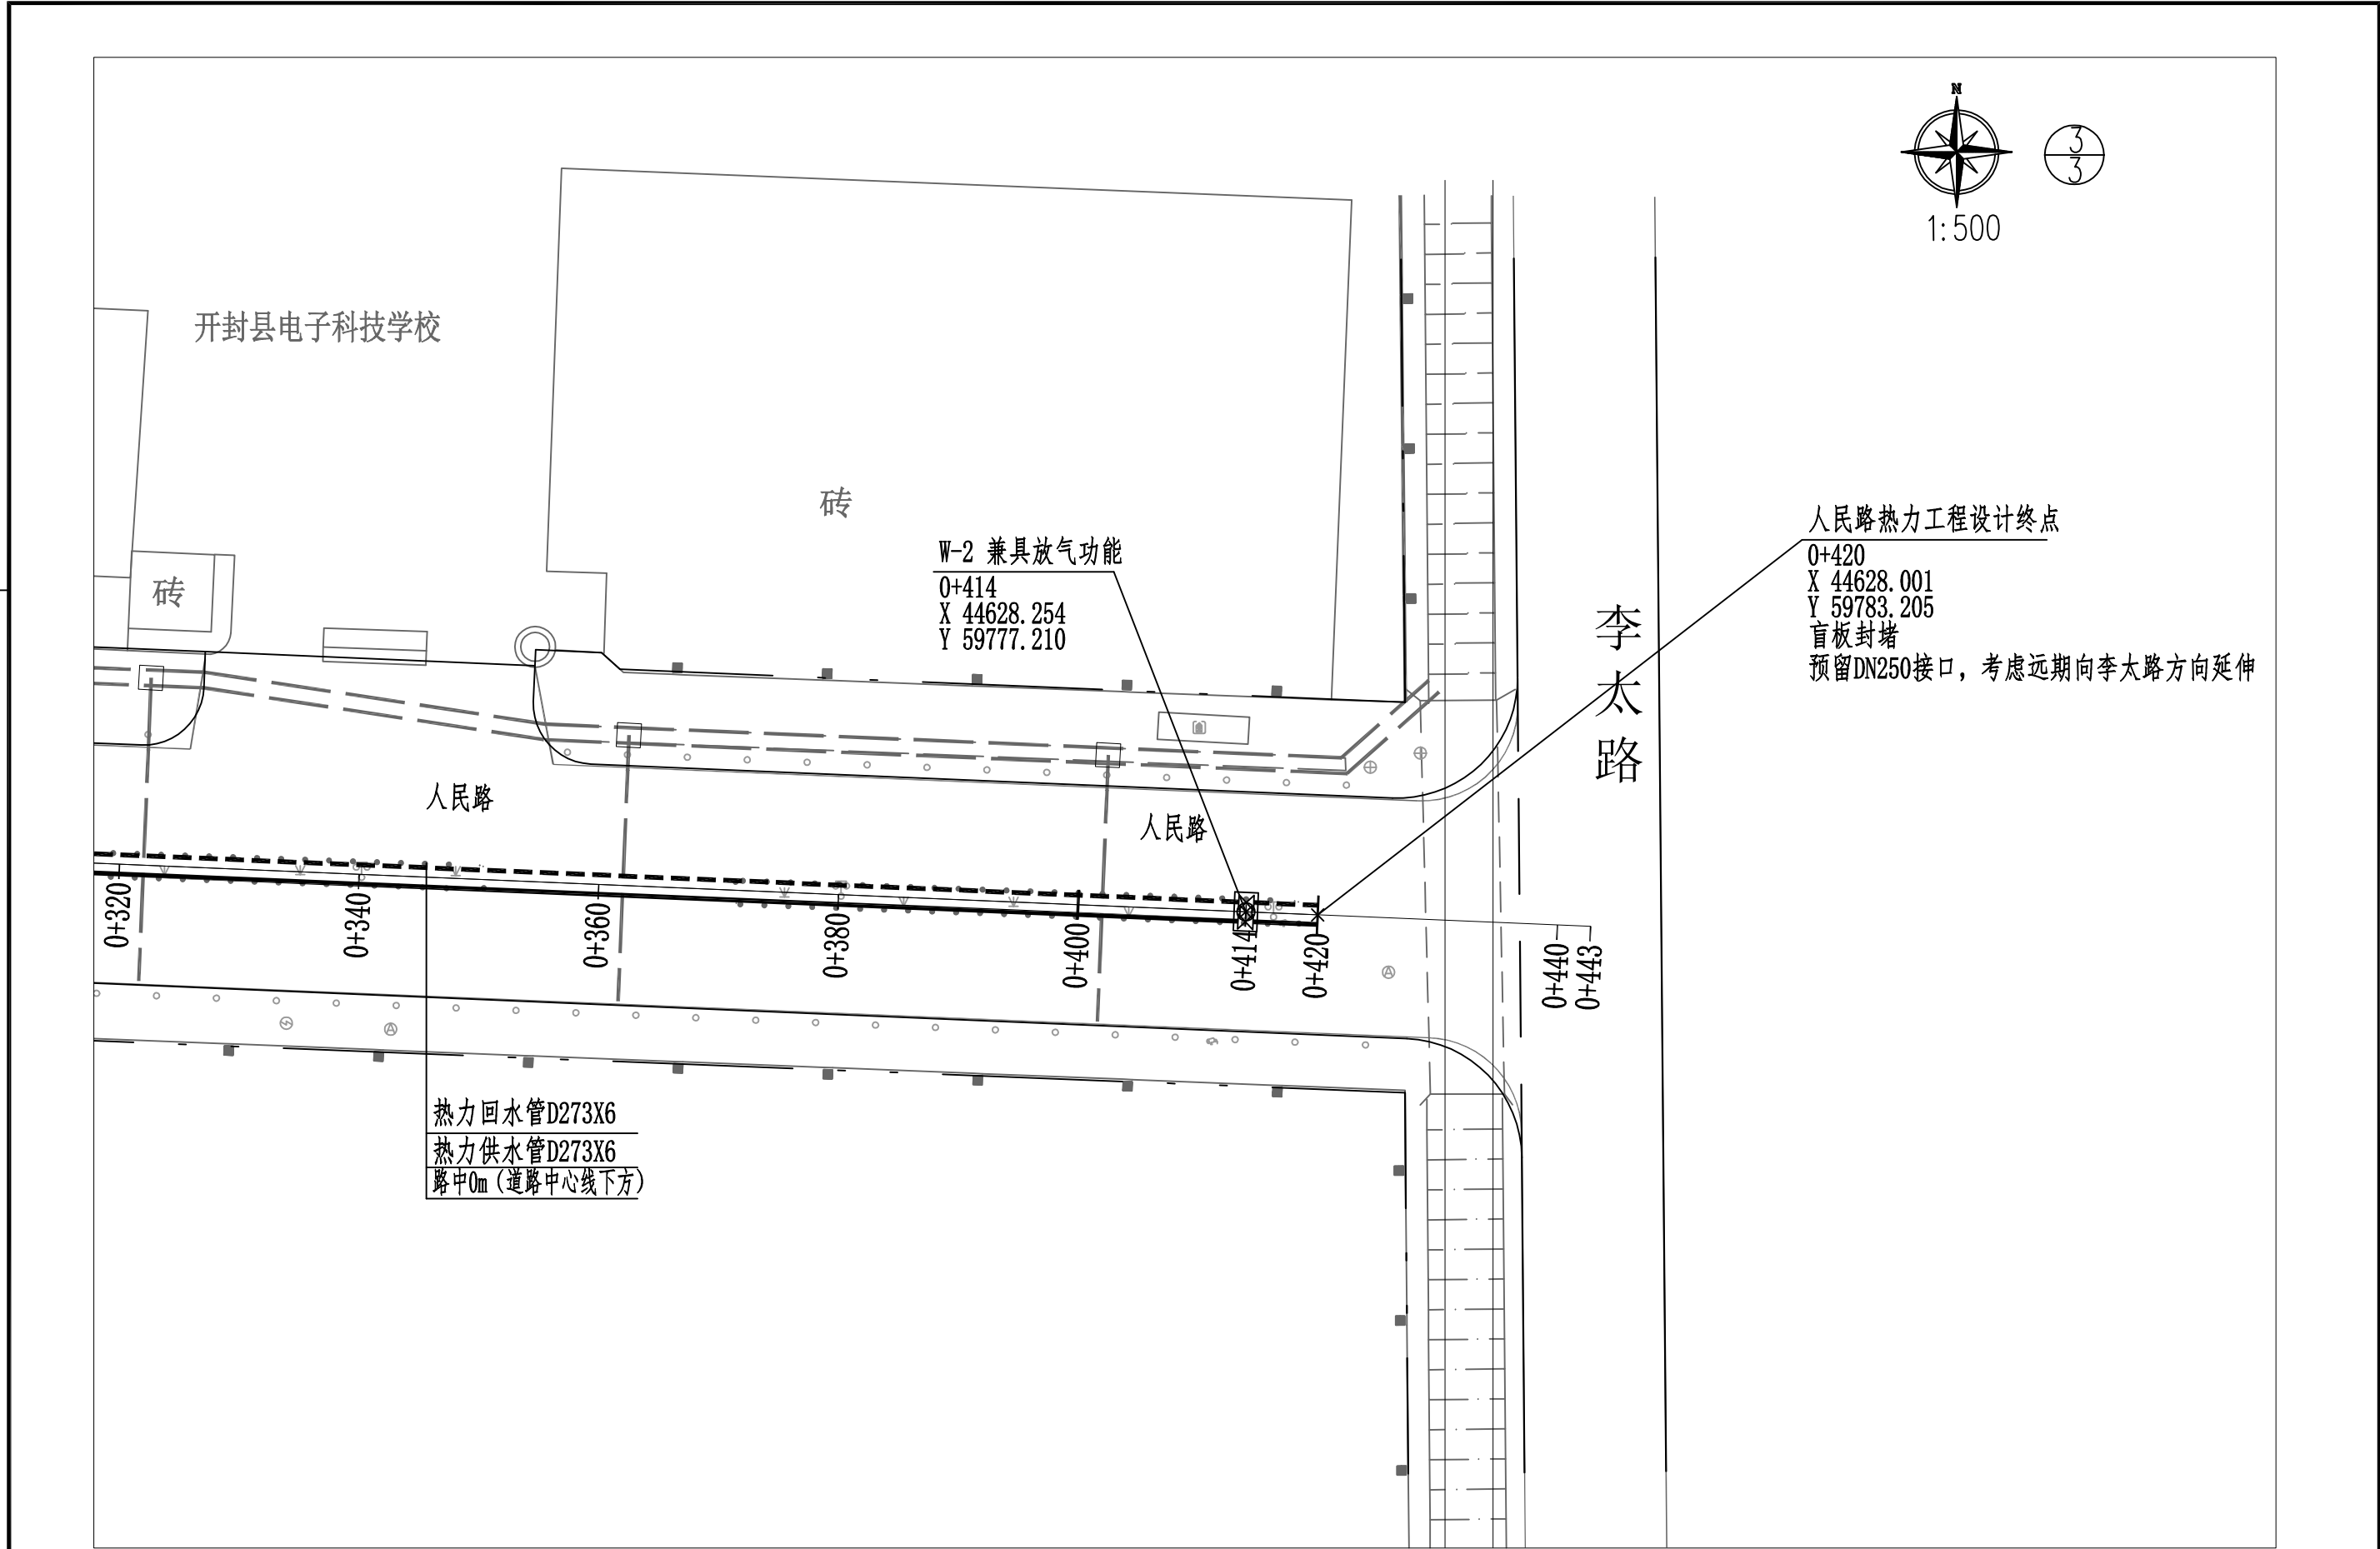 N
3
3
1:500
开封县电子科技学校
砖
砖
W-2 兼具放气功能
0+414
X 44628.254
Y 59777.210
人民路热力工程设计终点
0+420
X 44628.001
Y 59783.205
盲板封堵
预留DN250接口，考虑远期向李太路方向延伸
李太路
人民路
人民路
0+320
0+340
0+360
0+380
0+400
0+414
0+420
0+440
0+443
热力回水管D273X6
热力供水管D273X6
路中0m(道路中心线下方)